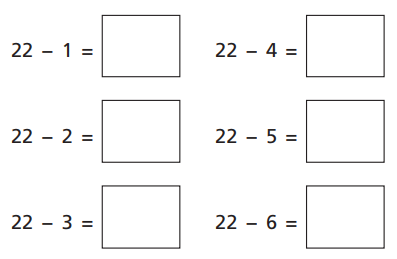 22 − 1 =
22 − 4 =
22 − 2 =
22 − 5 =
22 − 3 =
22 − 6 =